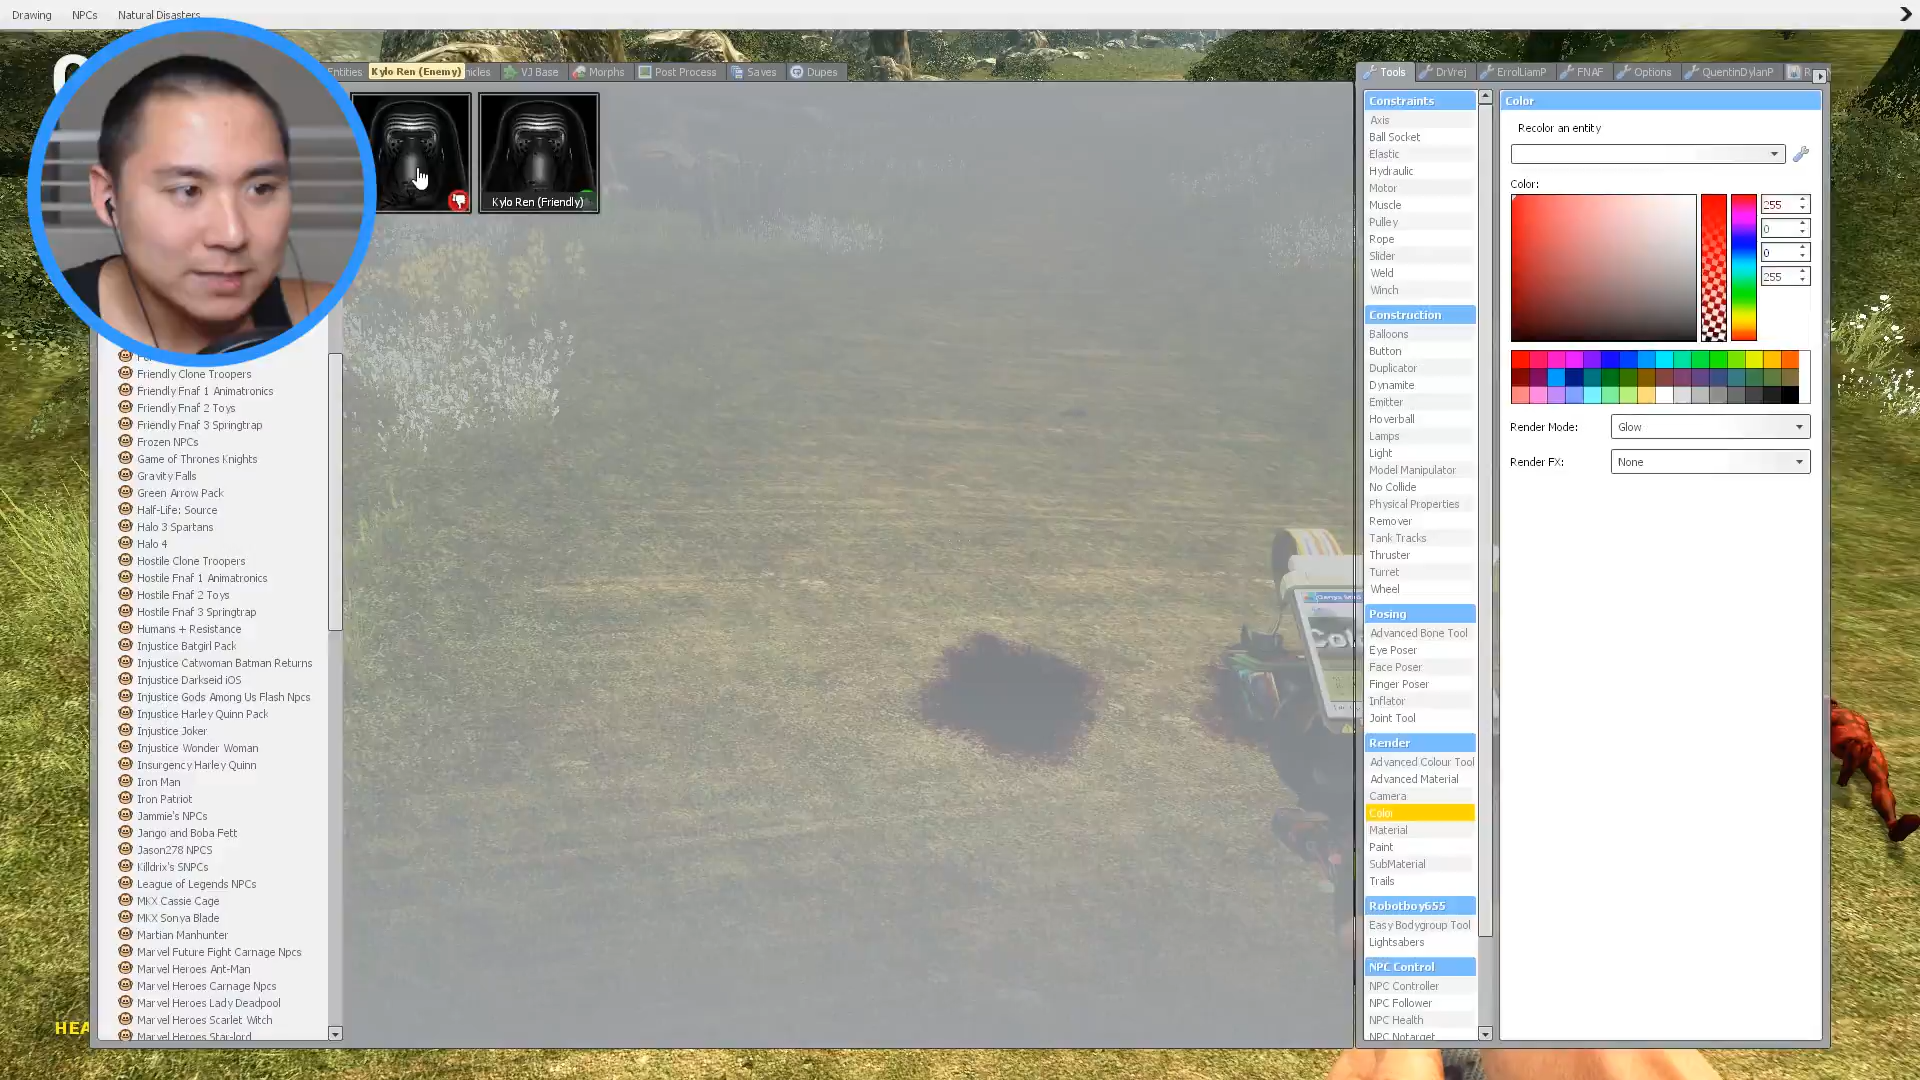 Drawing NPCs Natural Disasters
Entities Kylo Ren (Enemy) hicles VJ Base Morphs Post Process Saves Dupes
Kylo Ren (Friendly)
Friendly Clone Troopers
Friendly Fnaf 1 Animatronics
Friendly Fnaf 2 Toys
Friendly Fnaf 3 Springtrap
Frozen NPCs
Game of Thrones Knights
Gravity Falls
Green Arrow Pack
Half-Life: Source
Halo 3 Spartans
Halo 4
Hostile Clone Troopers
Hostile Fnaf 1 Animatronics
Hostile Fnaf 2 Toys
Hostile Fnaf 3 Springtrap
Humans + Resistance
Injustice Batgirl Pack
Injustice Catwoman Batman Returns
Injustice Darkseid iOS
Injustice Gods Among Us Flash Npcs
Injustice Harley Quinn Pack
Injustice Joker
Injustice Wonder Woman
Insurgency Harley Quinn
Iron Man
Iron Patriot
Jammie's NPCs
Jango and Boba Fett
Jason278 NPCS
Killdrix's SNPCs
League of Legends NPCs
MKX Cassie Cage
MKX Sonya Blade
Martian Manhunter
Marvel Future Fight Carnage Npcs
Marvel Heroes Ant-Man
Marvel Heroes Carnage Npcs
Marvel Heroes Lady Deadpool
Marvel Heroes Scarlet Witch
Marvel Heroes Star-lord
HEA
Tools DrVrej ErrolLiamP FNAF Options QuentinDylanP R
Constraints
Axis
Ball Socket
Elastic
Hydraulic
Motor
Muscle
Pulley
Rope
Slider
Weld
Winch
Construction
Balloons
Button
Duplicator
Dynamite
Emitter
Hoverball
Lamps
Light
Model Manipulator
No Collide
Physical Properties
Remover
Tank Tracks
Thruster
Turret
Wheel
Posing
Advanced Bone Tool
Eye Poser
Face Poser
Finger Poser
Inflator
Joint Tool
Render
Advanced Colour Tool
Advanced Material
Camera
Color
Material
Paint
SubMaterial
Trails
Robotboy655
Easy Bodygroup Tool
Lightsabers
NPC Control
NPC Controller
NPC Follower
NPC Health
NPC Notarget
Color
Recolor an entity
Color:
255
0
0
255
Render Mode: Glow
Render FX: None
Col